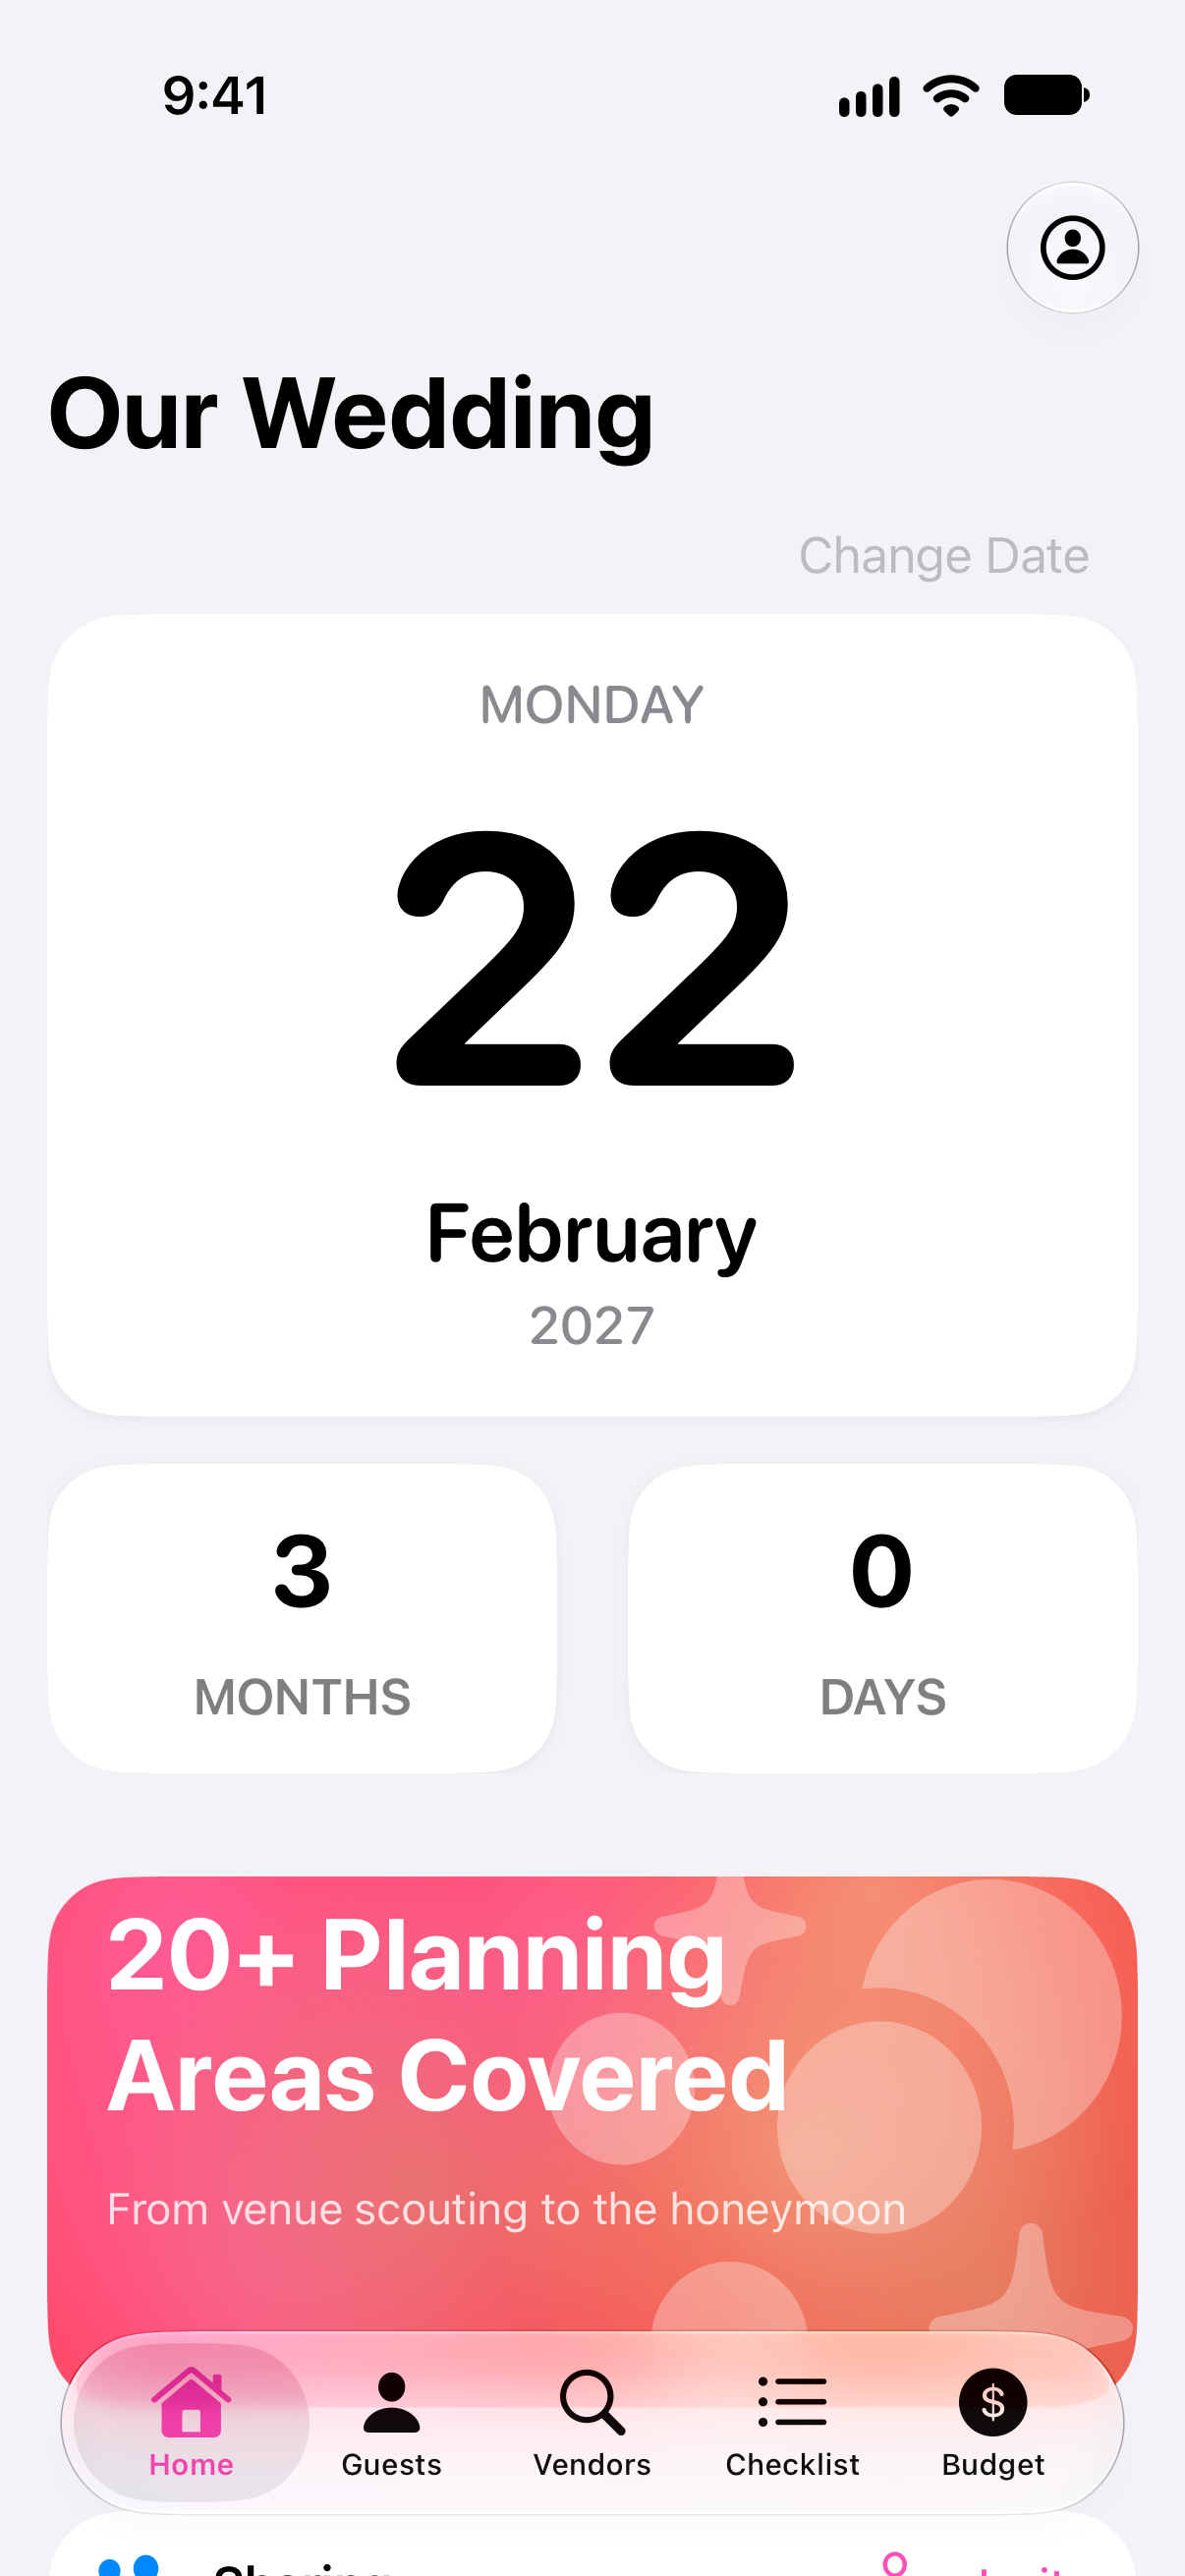 9:41
Our Wedding
Change Date
MONDAY
22
February
2027
3
MONTHS
0
DAYS
20+ Planning
Areas Covered
From venue scouting to the honeymoon
$
Home
Guests
Vendors
Checklist
Budget